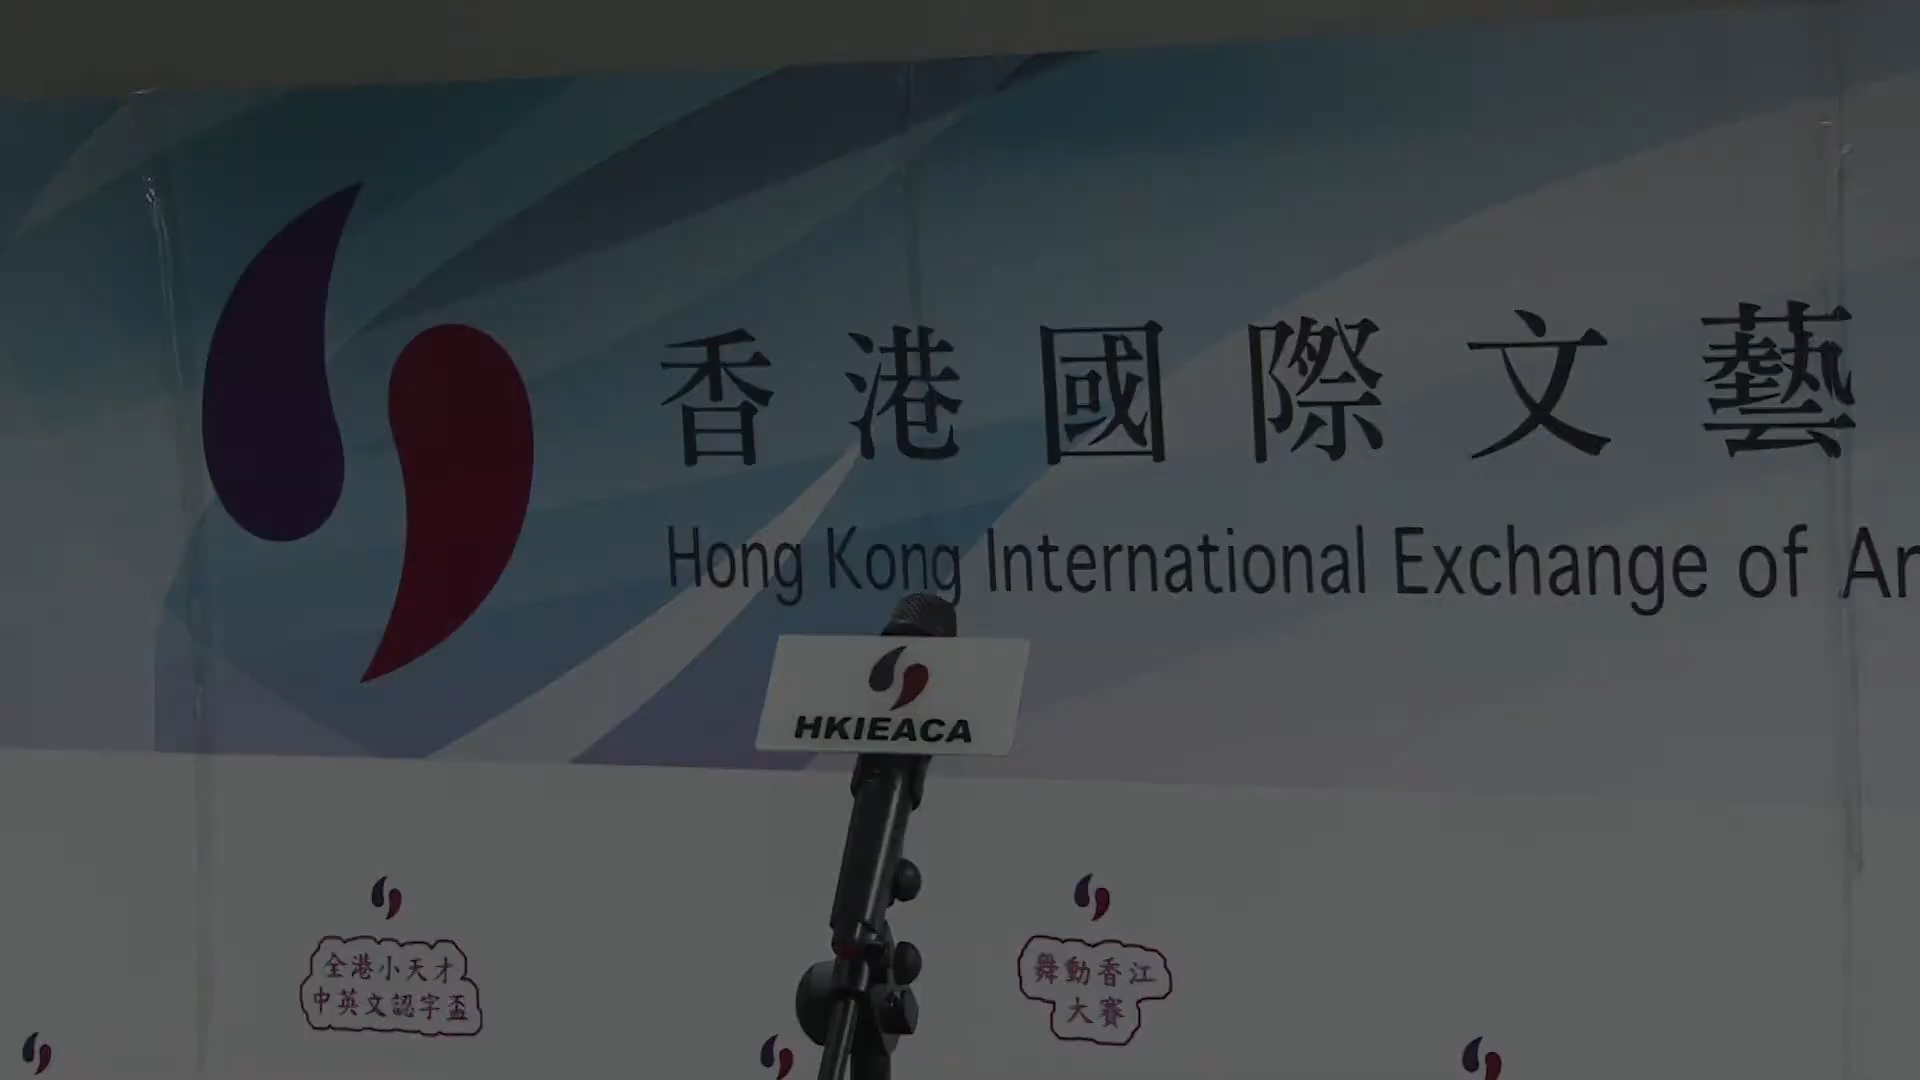 香港國際文藝
Hong Kong International Exchange of Ar
HKIEACA
全港小天才
中英文認字盃
舞動香江
大賽